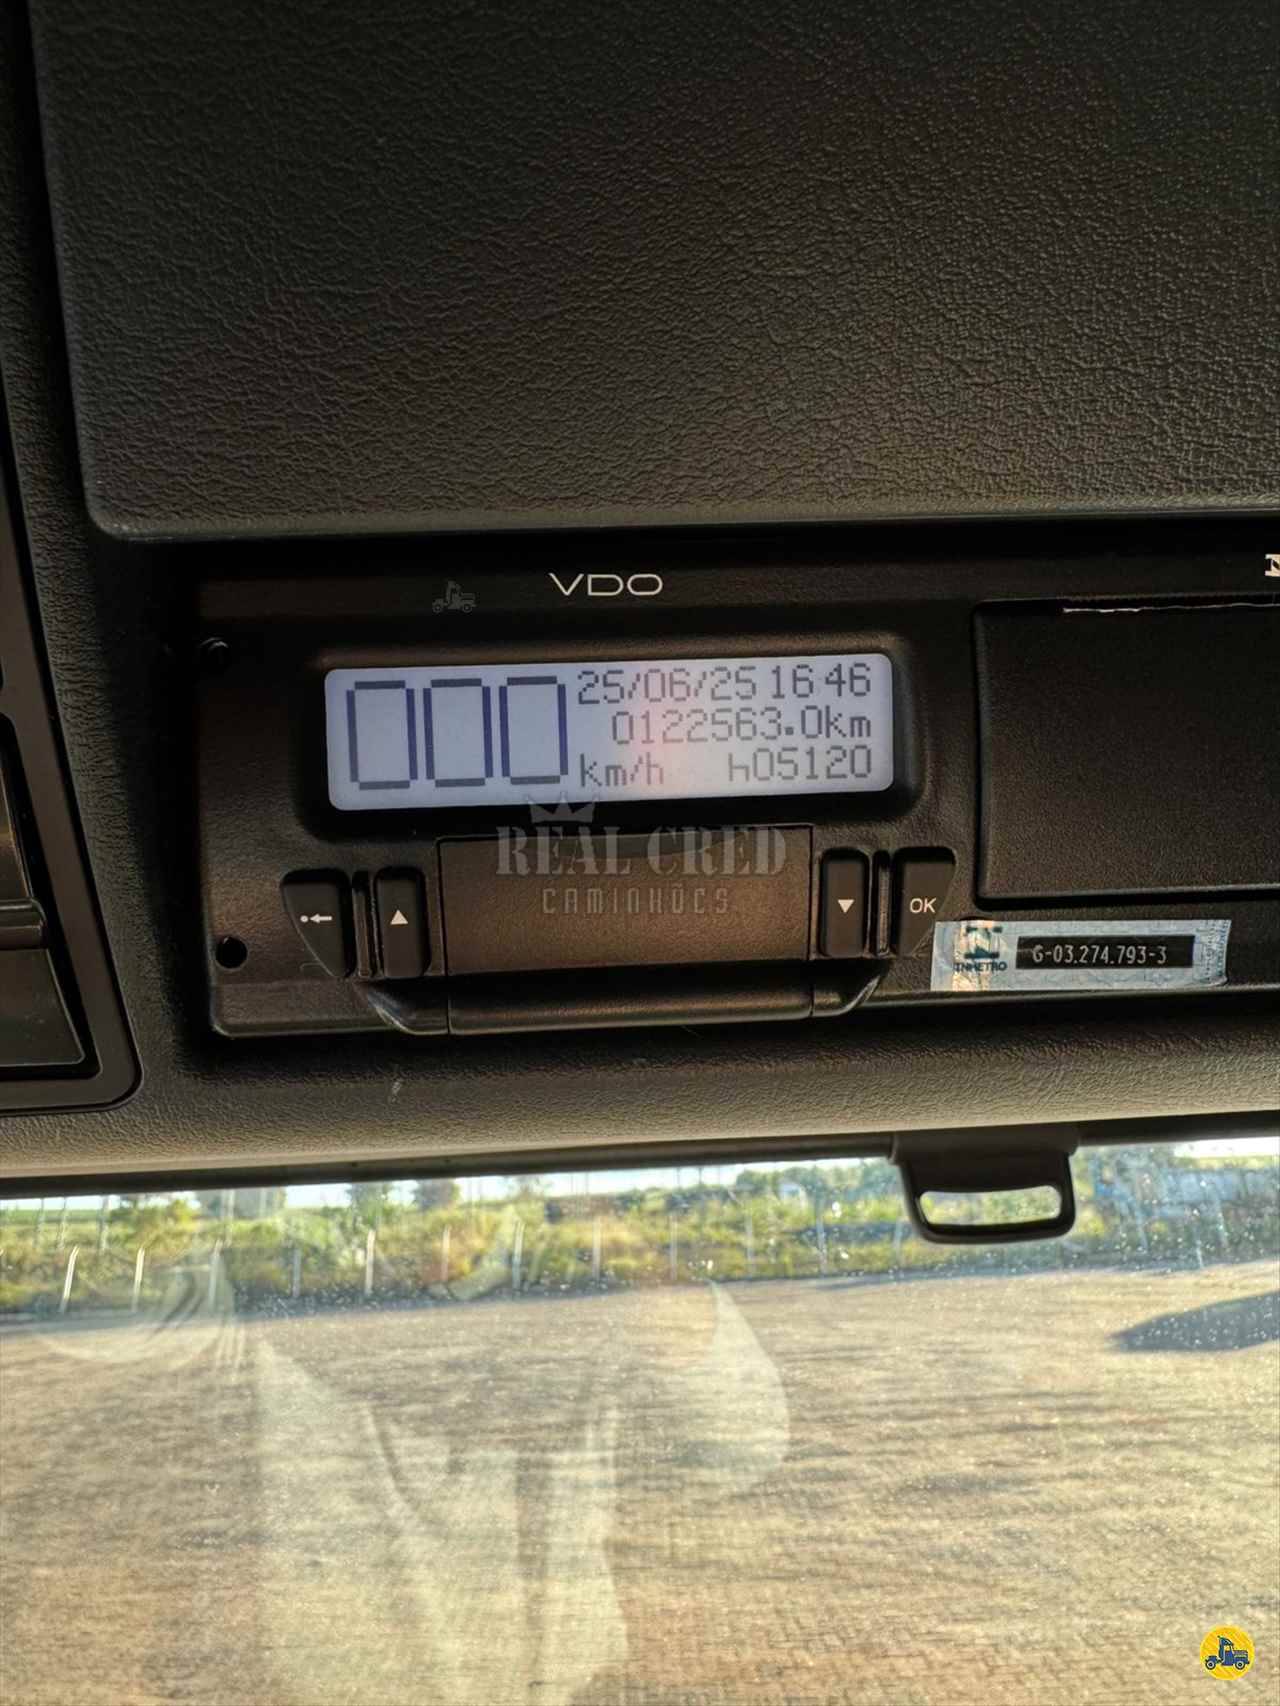 VDO
000
25/06/25 16 46
0122563.0km
km/h h05120
REAL CRED
CAMINHÕES
OK
INMETRO
G-03.274.793-3